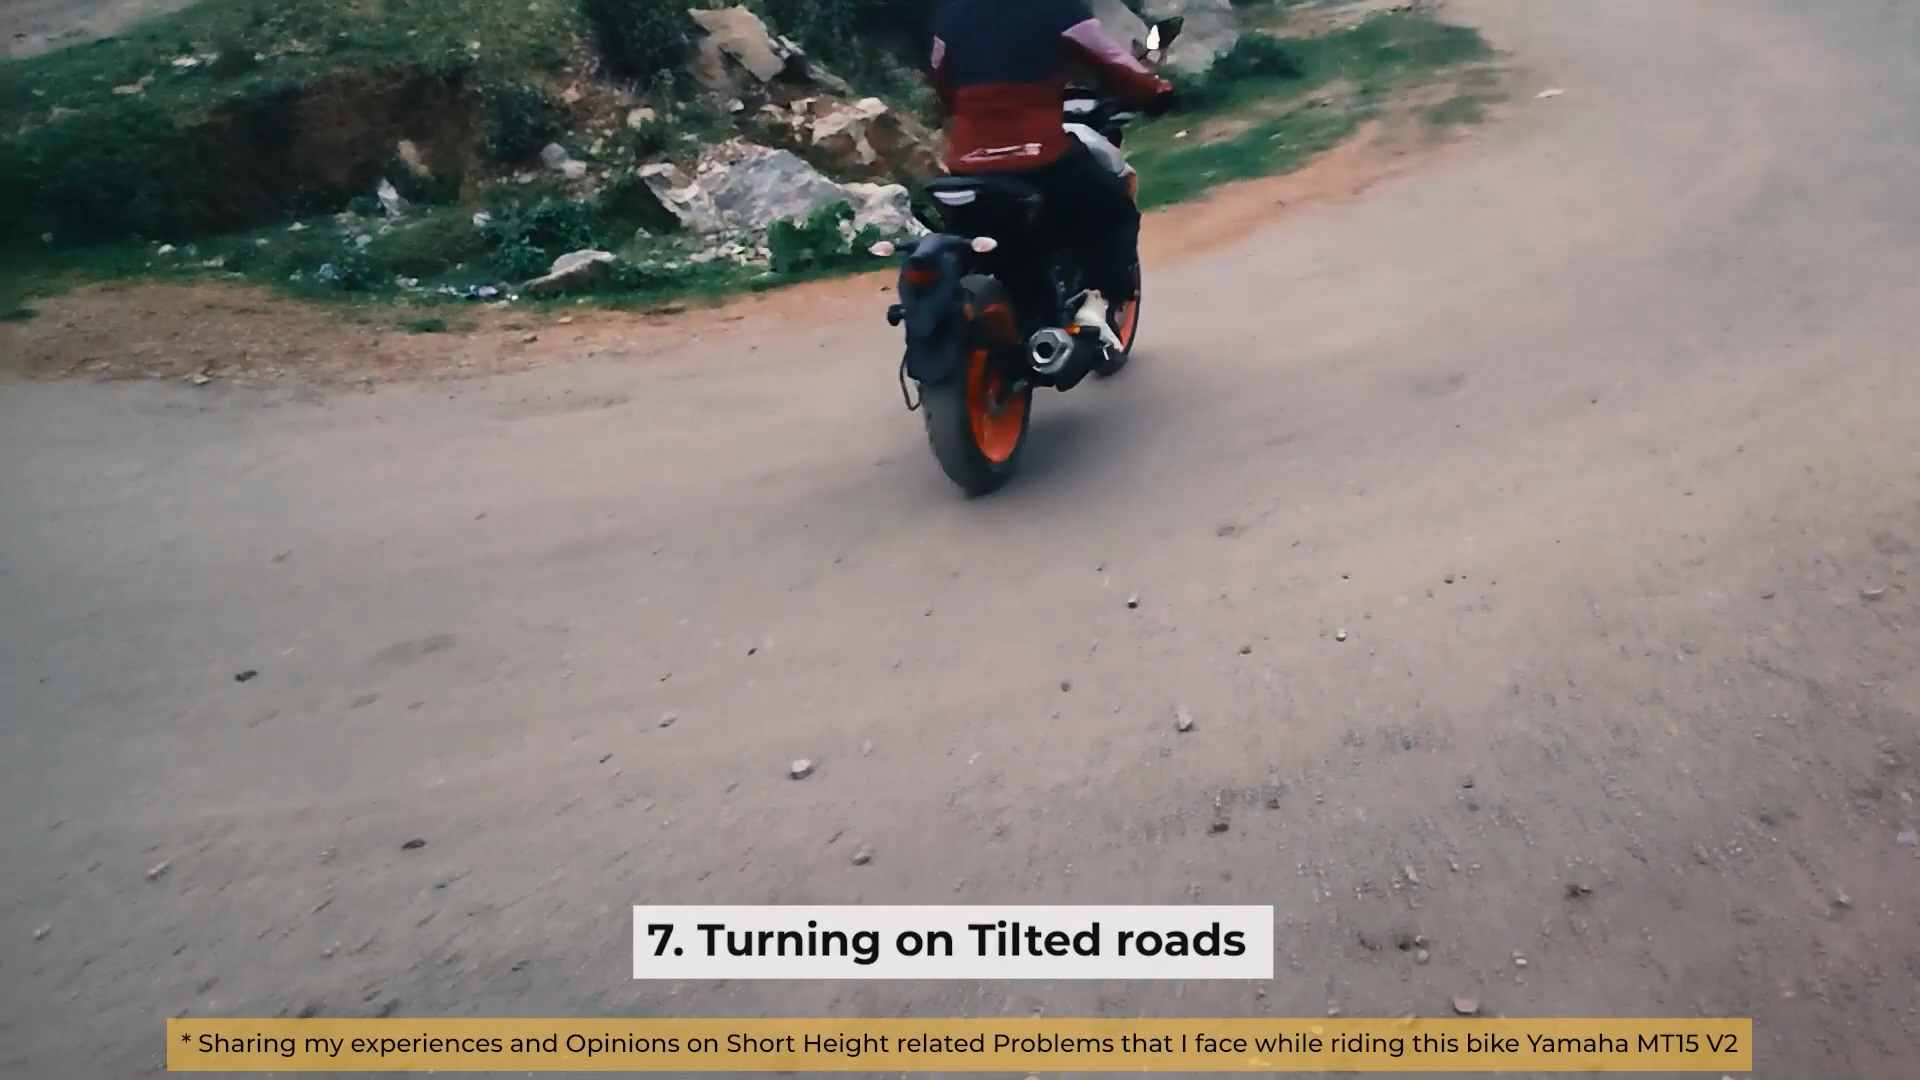 7. Turning on Tilted roads
* Sharing my experiences and Opinions on Short Height related Problems that I face while riding this bike Yamaha MT15 V2